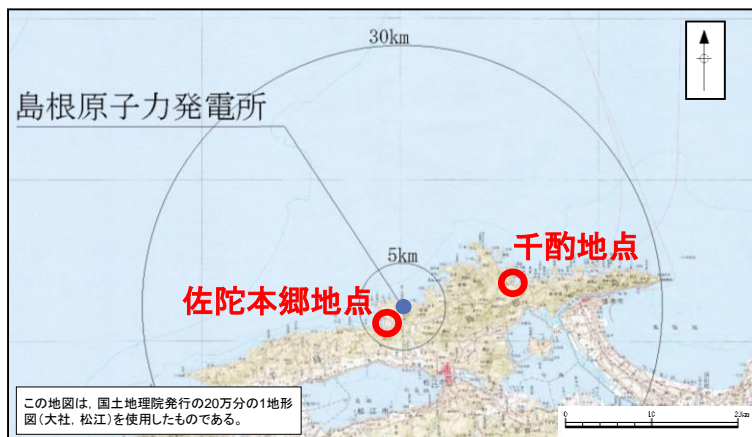 30km
島根原子力発電所
千酌地点
5km
佐陀本郷地点
松江市
この地図は，国土地理院発行の20万分の1地形
図(大社，松江)を使用したものである。
0 10 20km